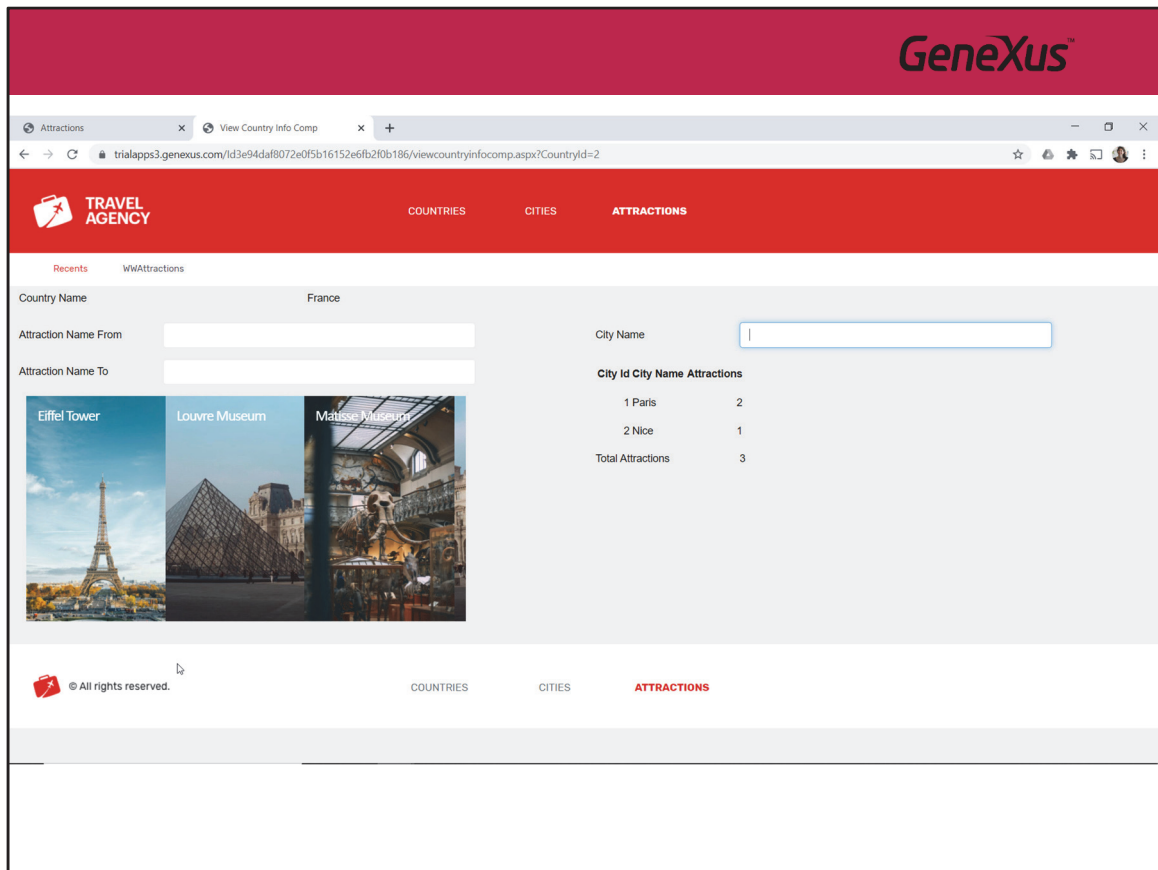 GeneXus™
Attractions
View Country Info Comp
trialapps3.genexus.com/Id3e94daf8072e0f5b16152e6fb2f0b186/viewcountryinfocomp.aspx?CountryId=2
TRAVEL
AGENCY
COUNTRIES CITIES ATTRACTIONS
Recents WWAttractions
Country Name France
Attraction Name From
Attraction Name To
Eiffel Tower Louvre Museum Matisse Museum
City Name
City Id City Name Attractions
1 Paris 2
2 Nice 1
Total Attractions 3
© All rights reserved. COUNTRIES CITIES ATTRACTIONS